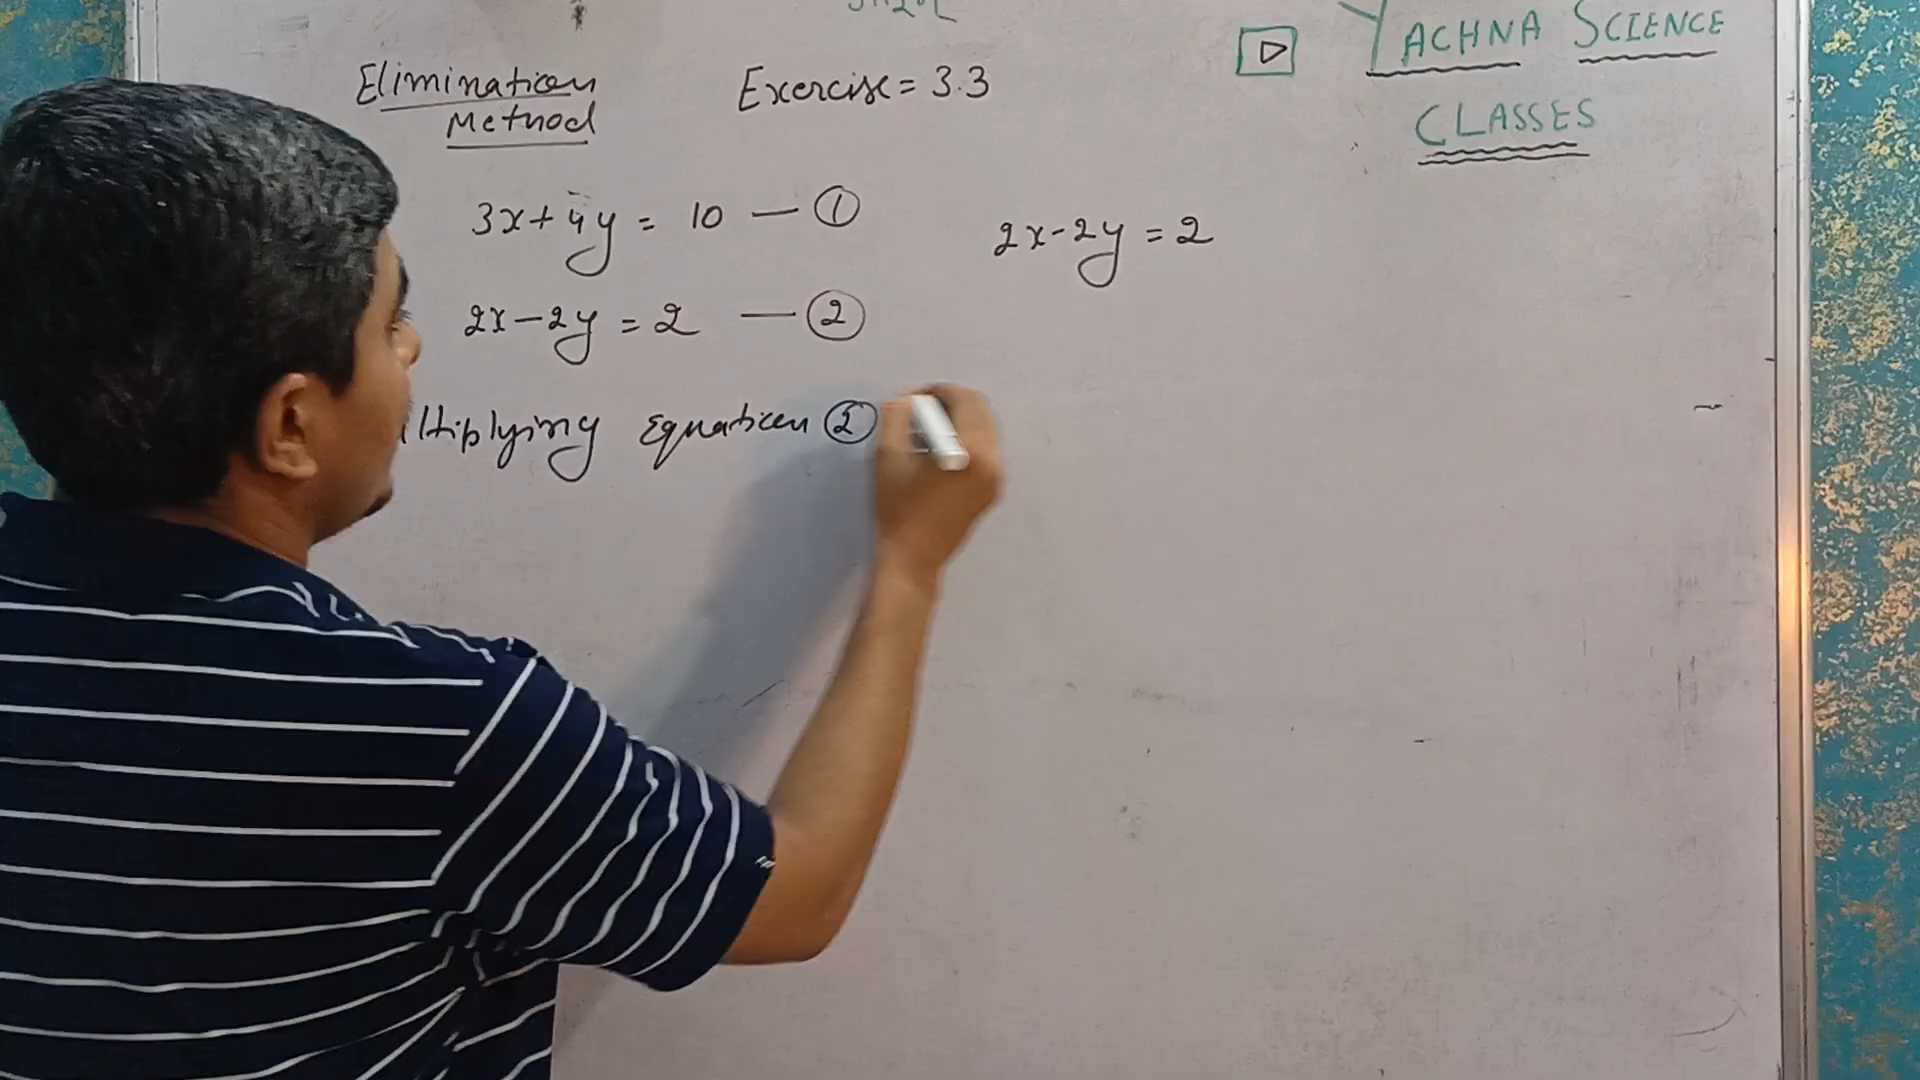 YACHNA SCIENCE
CLASSES
Elimination
Method
Exercise = 3.3
3x+4y = 10 — ①
2x-2y = 2
2x-2y = 2 — ②
ltiplying Equation ②